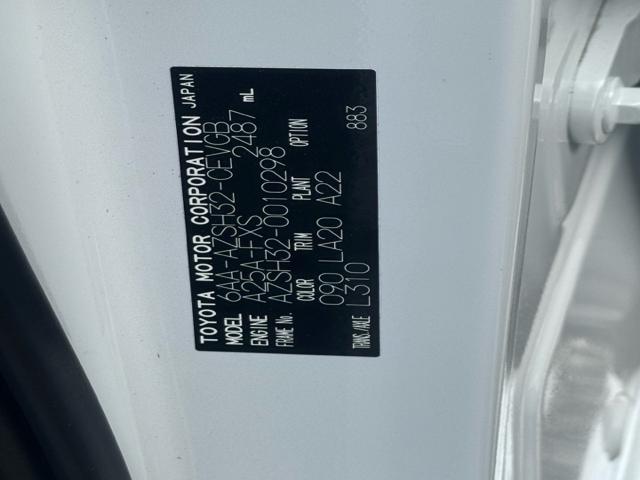 TOYOTA MOTOR CORPORATION JAPAN
MODEL 6AA-AZSH32-CEVGB
ENGINE A25A-FXS 2487 mL
FRAME No. AZSH32-0010298
COLOR TRIM PLANT OPTION
090 LA20 A22
TRANS/AXLE L310 883